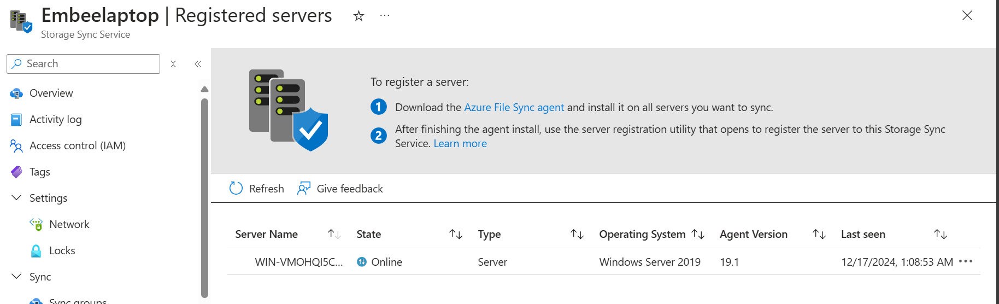 Embeelaptop | Registered servers
Storage Sync Service
Search
Overview
Activity log
Access control (IAM)
Tags
Settings
Network
Locks
Sync
Sync groups
To register a server:
1 Download the Azure File Sync agent and install it on all servers you want to sync.
2 After finishing the agent install, use the server registration utility that opens to register the server to this Storage Sync
Service. Learn more
Refresh Give feedback
Server Name State Type Operating System Agent Version Last seen
WIN-VMOHQI5C... Online Server Windows Server 2019 19.1 12/17/2024, 1:08:53 AM